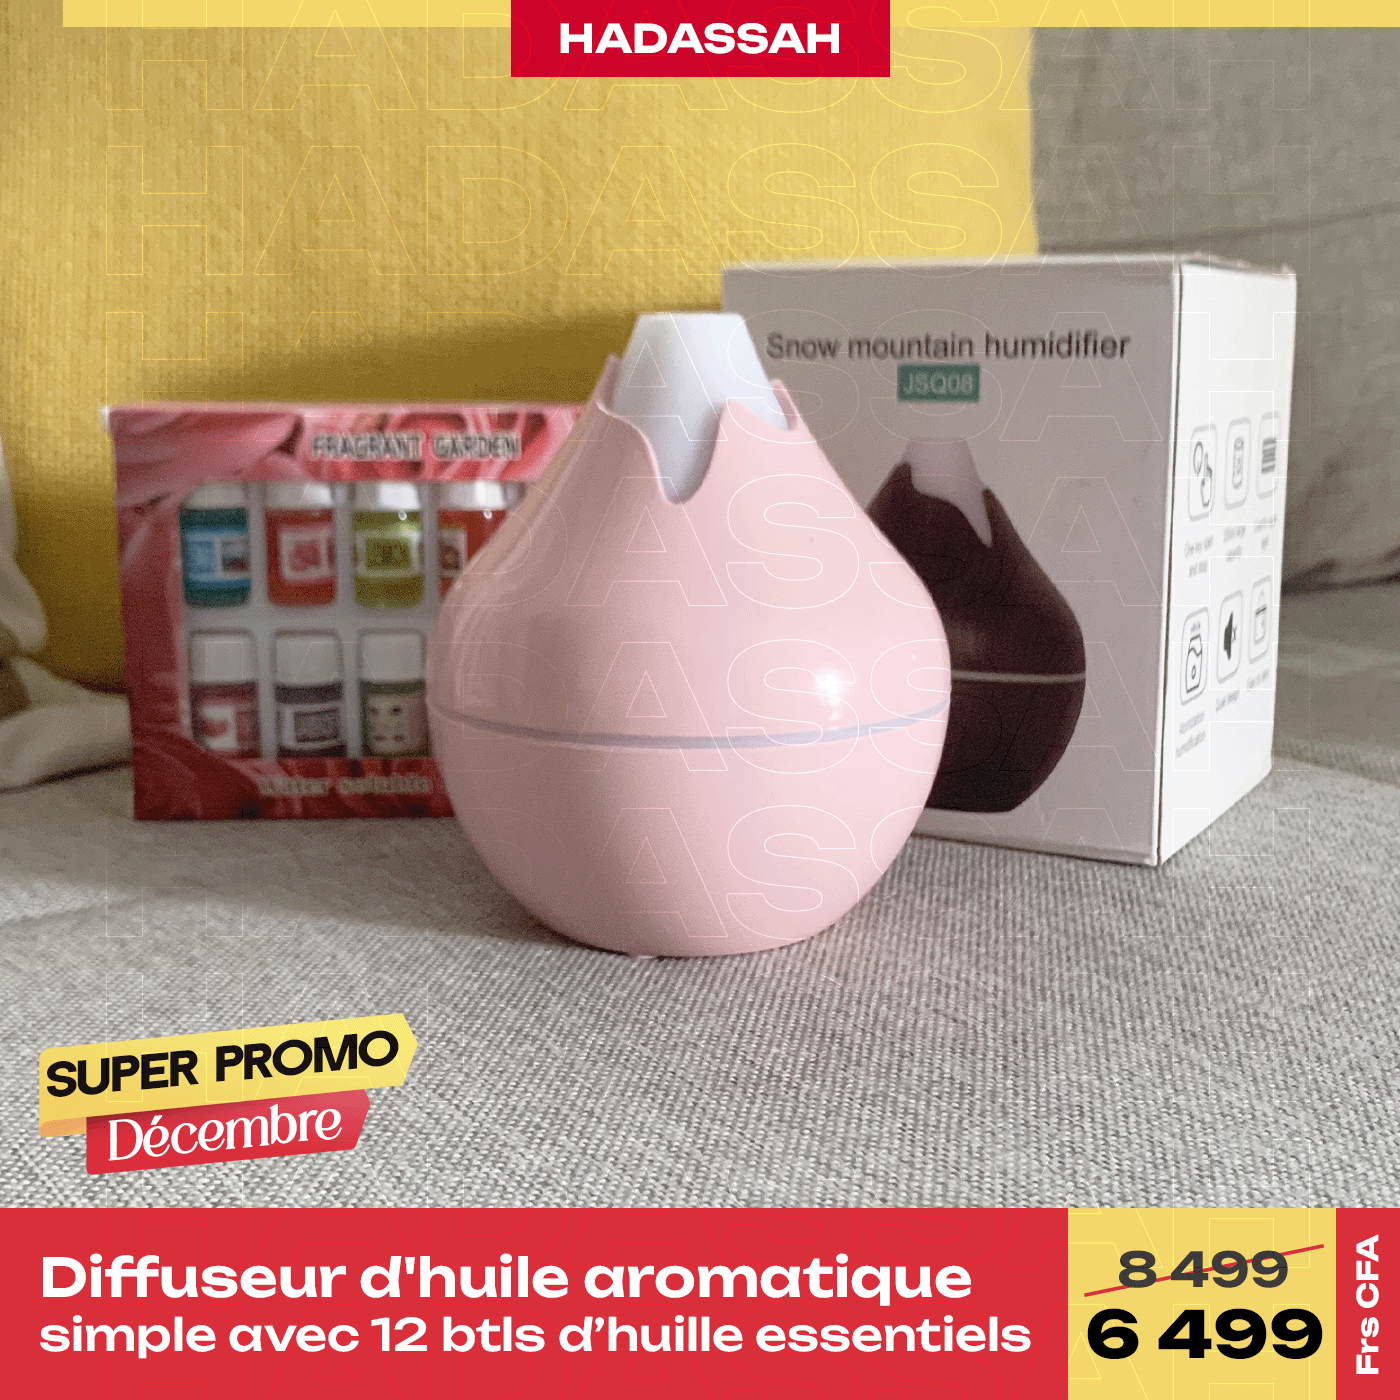 HADASSAH
Snow mountain humidifier
JSQ08
FRAGRANT GARDEN
SUPER PROMO
Décembre
Diffuseur d'huile aromatique
simple avec 12 btls d’huille essentiels
8 499
6 499
Frs CFA